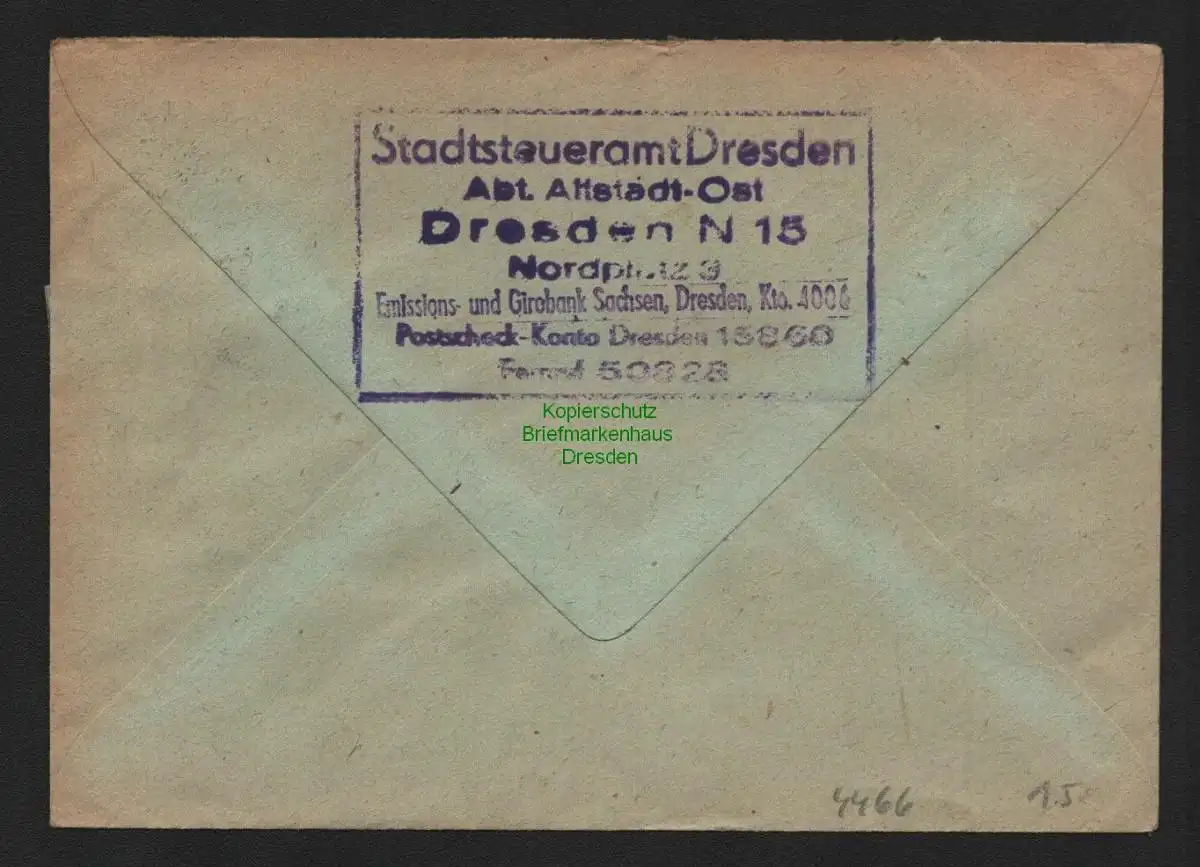 Stadtsteueramt Dresden
Abt. Altstadt-Ost
Dresden N 15
Nordplatz 3
Emissions- und Girobank Sachsen, Dresden, Kto. 4006
Postscheck-Konto Dresden 15860
Fernruf 50828
Kopierschutz
Briefmarkenhaus
Dresden
4466